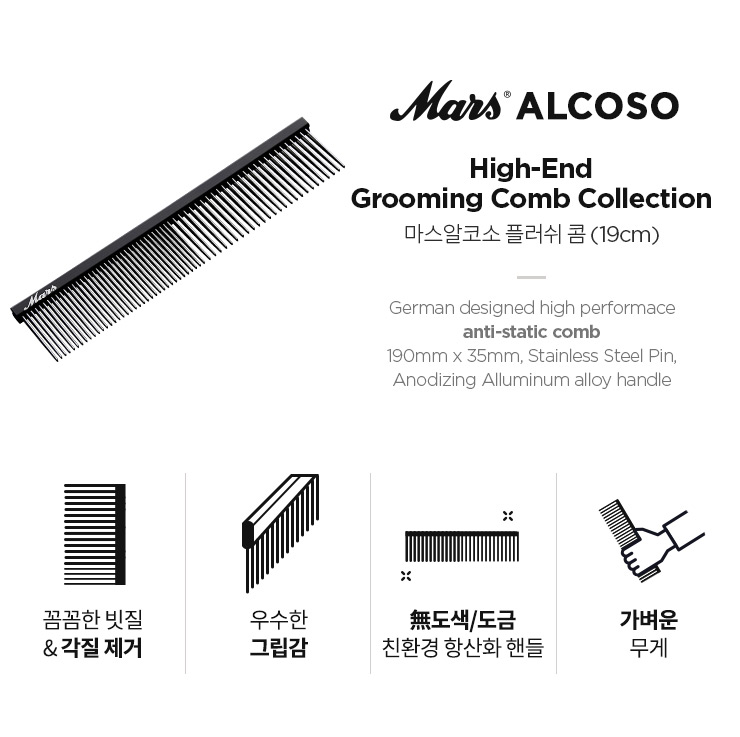 Mars® ALCOSO
High-End
Grooming Comb Collection
마스알코소 플러쉬 콤 (19cm)
German designed high performace
anti-static comb
190mm x 35mm, Stainless Steel Pin,
Anodizing Alluminum alloy handle
Mars
꼼꼼한 빗질
& 각질 제거
우수한
그립감
無도색/도금
친환경 항산화 핸들
가벼운
무게